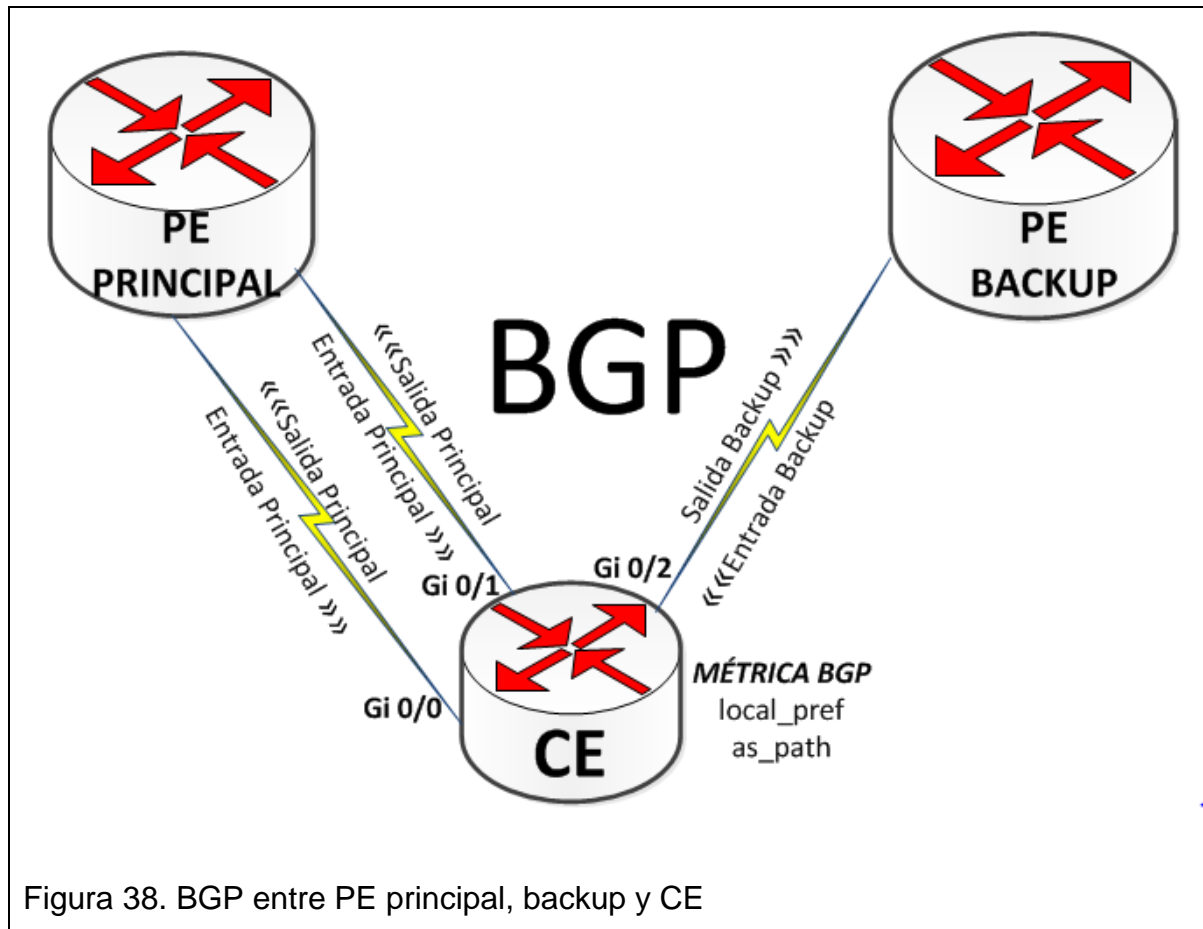 PE
PRINCIPAL
PE
BACKUP
BGP
««Salida Principal
Entrada Principal »»
««Salida Principal
Entrada Principal »»
Salida Backup »»
««Entrada Backup
Gi 0/1
Gi 0/2
Gi 0/0
CE
MÉTRICA BGP
local_pref
as_path
Figura 38. BGP entre PE principal, backup y CE